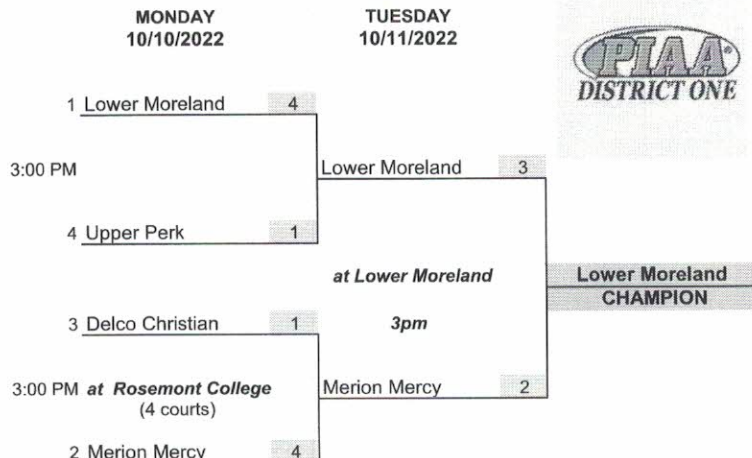 MONDAY
10/10/2022
TUESDAY
10/11/2022
PIAA®
DISTRICT ONE
1 Lower Moreland 4
3:00 PM
Lower Moreland 3
4 Upper Perk 1
at Lower Moreland
Lower Moreland
CHAMPION
3 Delco Christian 1
3pm
3:00 PM at Rosemont College
(4 courts)
Merion Mercy 2
2 Merion Mercy 4